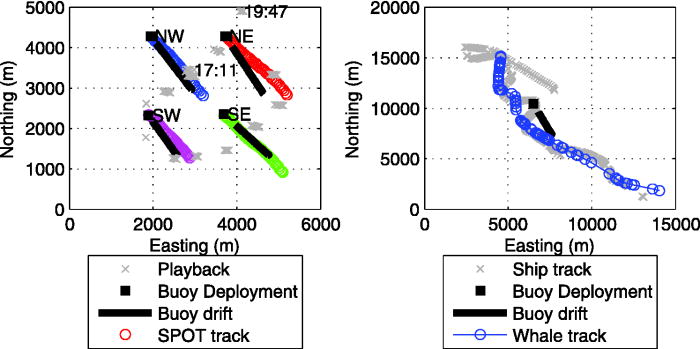 5000
4000
3000
2000
1000
0
0 2000 4000 6000
Northing (m)
Easting (m)
NW
NE
SW
SE
19:47
17:11
× Playback
■ Buoy Deployment
Buoy drift
SPOT track
20000
15000
10000
5000
0
0 5000 10000 15000
Northing (m)
Easting (m)
Ship track
Buoy Deployment
Buoy drift
Whale track